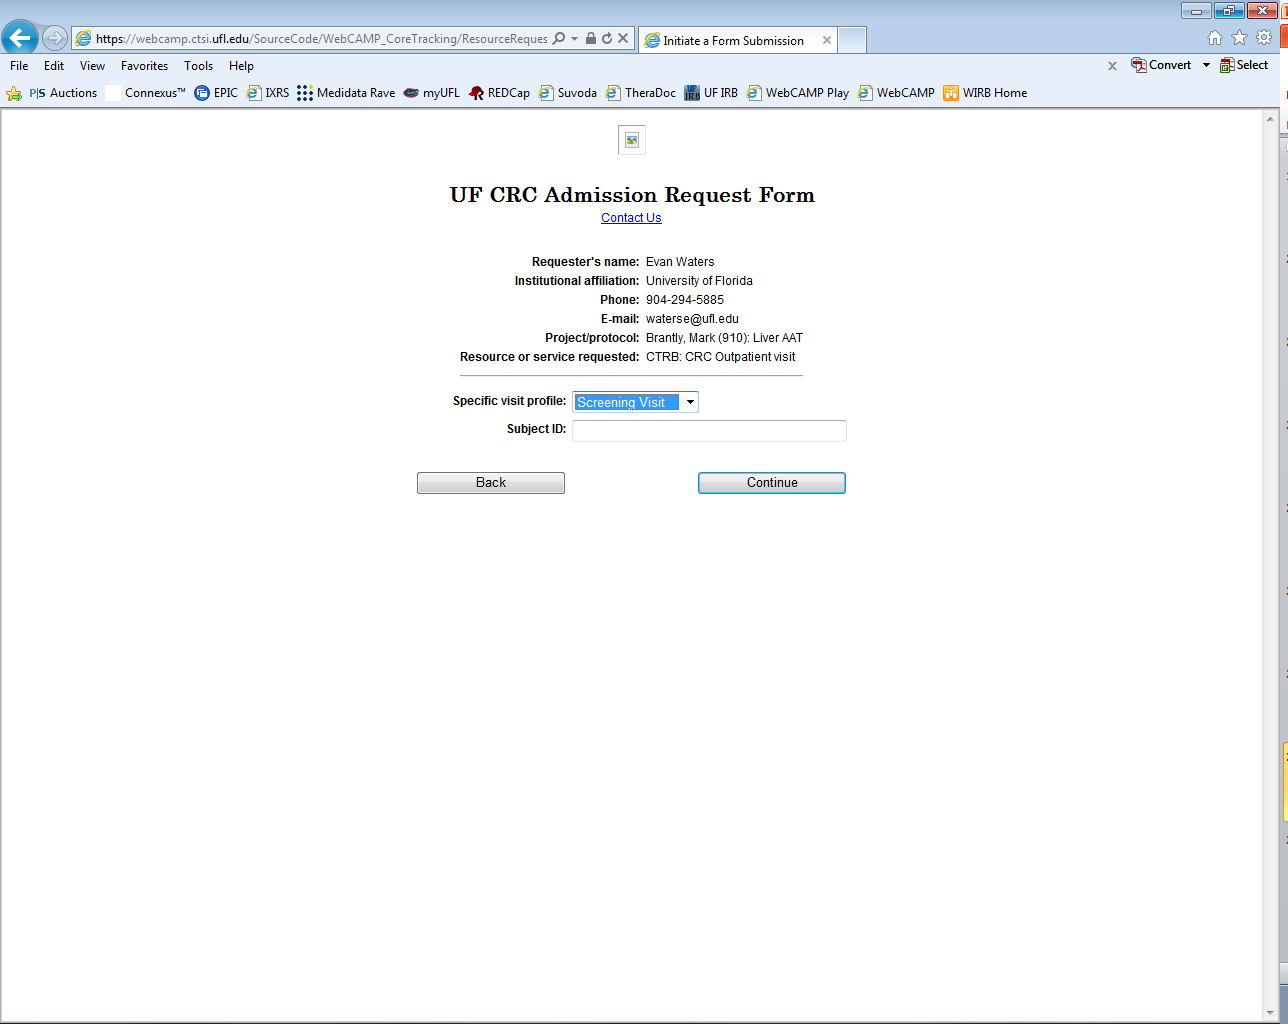 https://webcamp.ctsi.ufl.edu/SourceCode/WebCAMP_CoreTracking/ResourceReques
Initiate a Form Submission
File Edit View Favorites Tools Help
Convert Select
P|S Auctions Connexus™ EPIC IXRS Medidata Rave myUFL REDCap Suvoda TheraDoc UF IRB WebCAMP Play WebCAMP WIRB Home
UF CRC Admission Request Form
Contact Us
Requester's name: Evan Waters
Institutional affiliation: University of Florida
Phone: 904-294-5885
E-mail: waterse@ufl.edu
Project/protocol: Brantly, Mark (910): Liver AAT
Resource or service requested: CTRB: CRC Outpatient visit
Specific visit profile: Screening Visit
Subject ID:
Back Continue